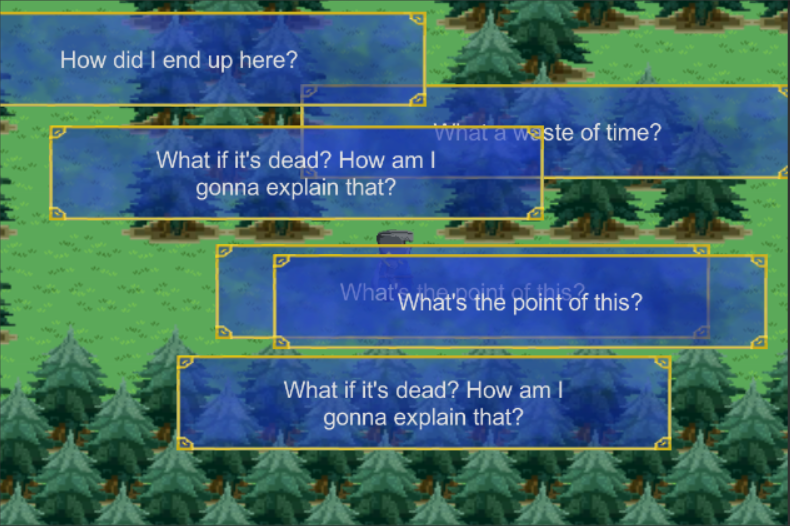 How did I end up here?
What a waste of time?
What if it's dead? How am I
gonna explain that?
What's the point of this?
What's the point of this?
What if it's dead? How am I
gonna explain that?